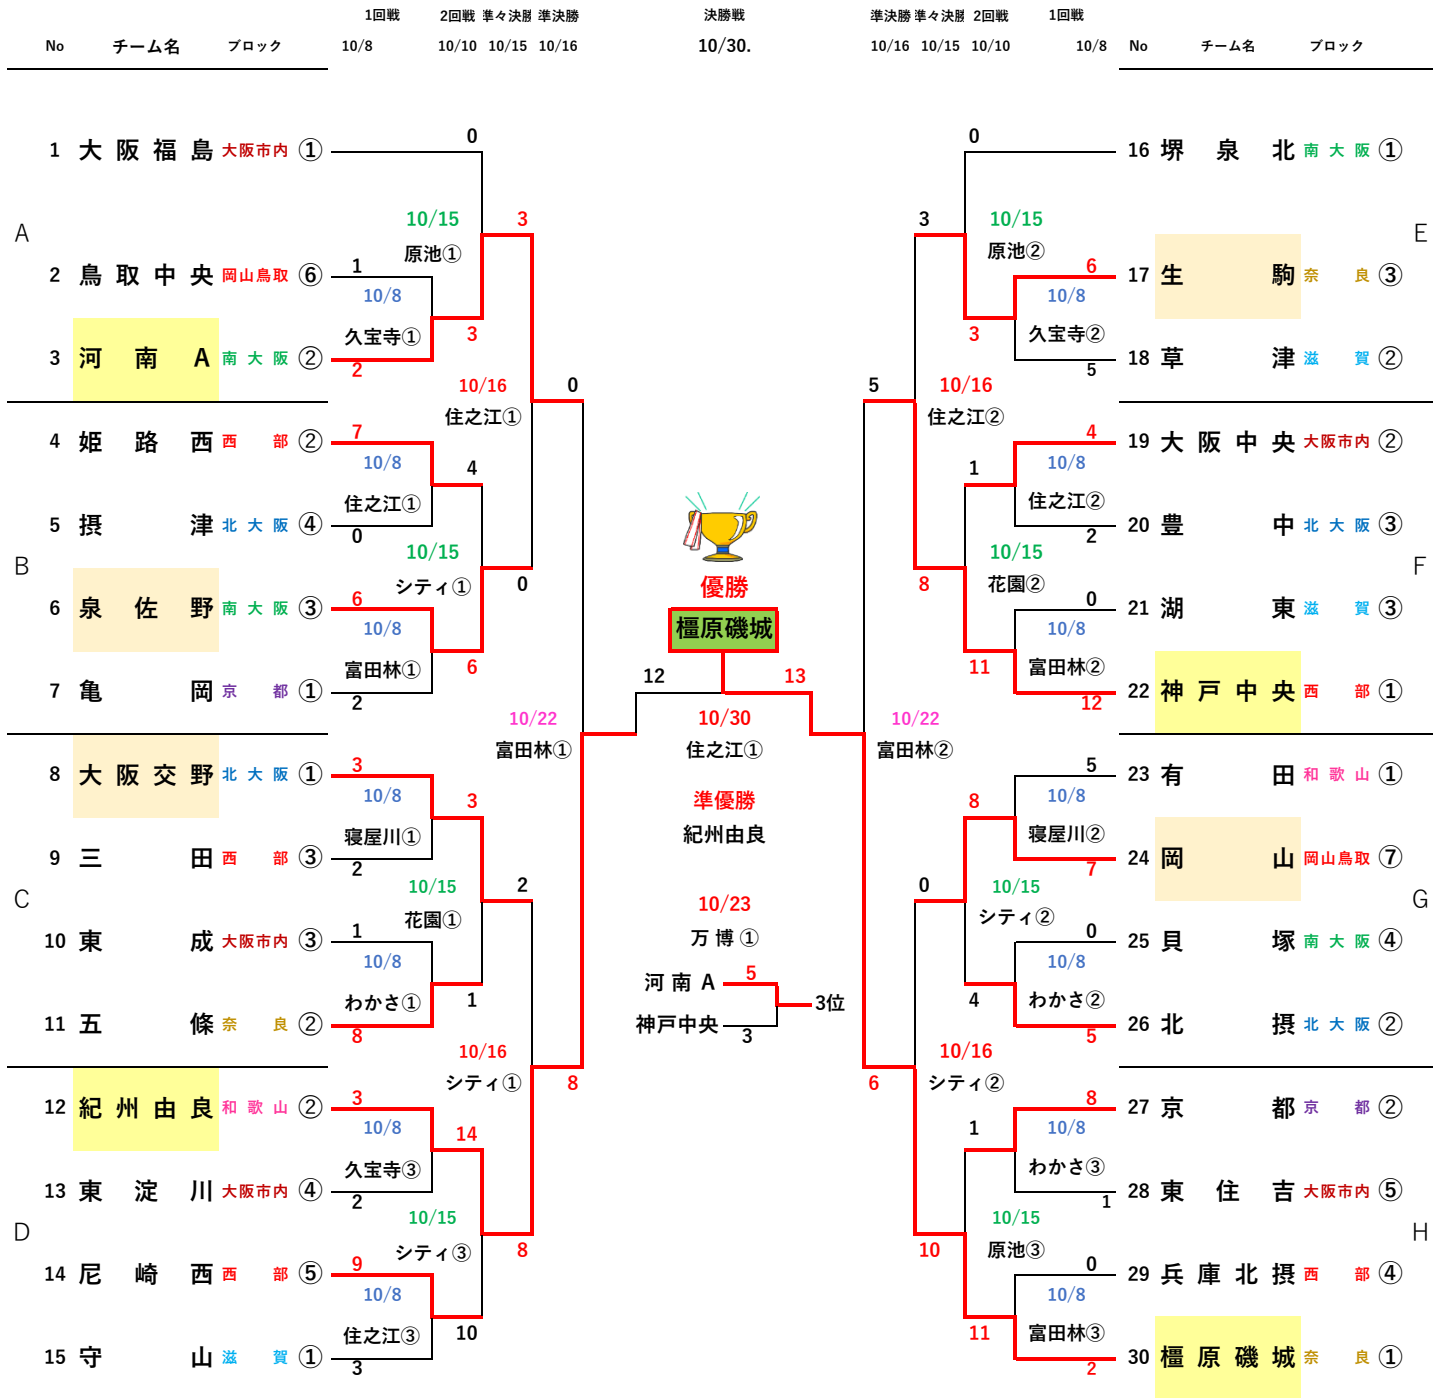 1回戦 2回戦 準々決勝 準決勝 決勝戦 準決勝 準々決勝 2回戦 1回戦
No チーム名 ブロック 10/8 10/10 10/15 10/16 10/30. 10/16 10/15 10/10 10/8 No チーム名 ブロック
0 0
1 大阪福島 大阪市内 ① 16 堺泉北 南大阪 ①
10/15 3 3 10/15
A E
原池① 原池②
1 6
2 鳥取中央 岡山鳥取 ⑥ 17 生駒 奈良 ③
10/8 10/8
久宝寺① 3 3 久宝寺②
3 河南A 南大阪 ② 18 草津 滋賀 ②
2 5
10/16 0 5 10/16
住之江① 住之江②
7 4
4 姫路西 西部 ② 19 大阪中央 大阪市内 ②
10/8 4 1 10/8
住之江① 住之江②
5 摂津 北大阪 ④ 20 豊中 北大阪 ③
0 2
10/15 10/15
B F
シティ① 0 優勝 8 花園②
6 0
6 泉佐野 南大阪 ③ 21 湖東 滋賀 ③
10/8 橿原磯城 10/8
富田林① 6 12 13 11 富田林②
7 亀岡 京都 ① 22 神戸中央 西部 ①
2 12
10/22 10/30 10/22
富田林① 住之江① 富田林②
3 5
8 大阪交野 北大阪 ① 23 有田 和歌山 ①
10/8 3 準優勝 8 10/8
寝屋川① 紀州由良 寝屋川②
9 三田 西部 ③ 24 岡山 岡山鳥取 ⑦
2 7
10/15 2 0 10/15
C G
花園① 10/23 シティ②
1 0
10 東成 大阪市内 ③ 万博① 25 貝塚 南大阪 ④
10/8 10/8
河南A 5
わかさ① 1 3位 4 わかさ②
11 五條 奈良 ② 神戸中央 26 北摂 北大阪 ②
8 3 5
10/16 10/16
シティ① 8 6 シティ②
3 8
12 紀州由良 和歌山 ② 27 京都 京都 ②
10/8 14 1 10/8
久宝寺③ わかさ③
13 東淀川 大阪市内 ④ 28 東住吉 大阪市内 ⑤
2 1
10/15 10/15
D H
シティ③ 8 10 原池③
9 0
14 尼崎西 西部 ⑤ 29 兵庫北摂 西部 ④
10/8 10/8
住之江③ 10 11 富田林③
15 守山 滋賀 ① 30 橿原磯城 奈良 ①
3 2